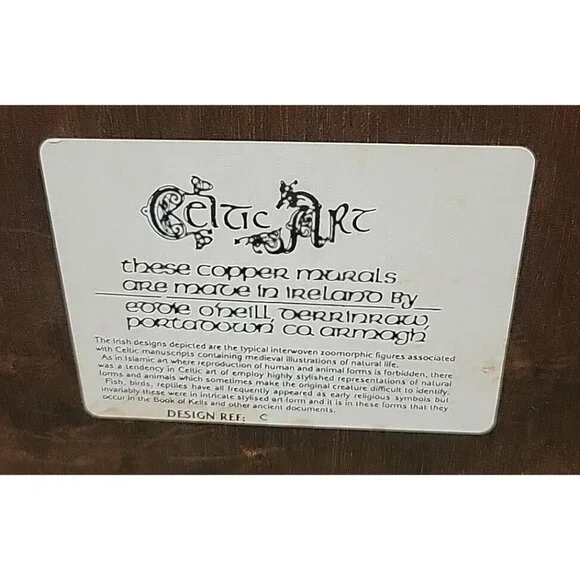 Celtic Art
these copper murals
are made in ireland by
eddie o'neill derrinraw,
portadown co. armagh
The Irish designs depicted are the typical interwoven zoomorphic figures associated
with Celtic manuscripts containing medieval illustrations of natural life.
As in Islamic art where reproduction of human and animal forms is forbidden, there
was a tendency in Celtic art of employ highly stylised representations of natural
forms and animals which sometimes make the original creature difficult to identify.
Fish, birds, reptiles have all frequently appeared as early religious symbols but
invariably these were in intricate stylised art form and it is in these forms that they
occur in the Book of Kells and other ancient documents.
DESIGN REF; C